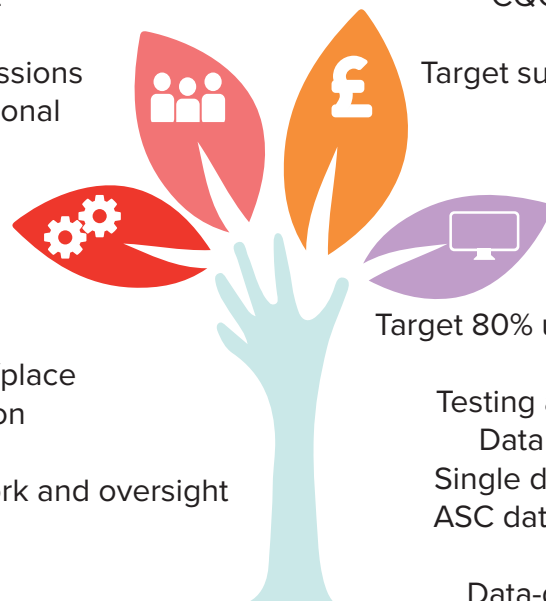 ssions
onal
place
on
rk and oversight
CQC
Target su
£
Target 80% u
Testing a
Data
Single d
ASC dat
Data-